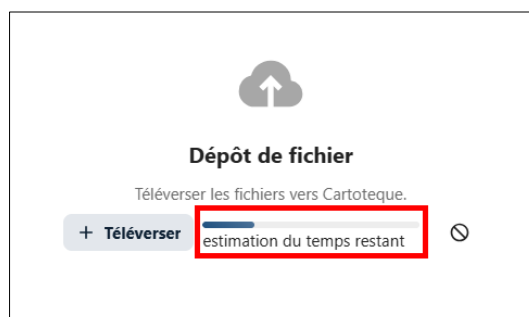 Dépôt de fichier
Téléverser les fichiers vers Cartoteque.
+ Téléverser
estimation du temps restant